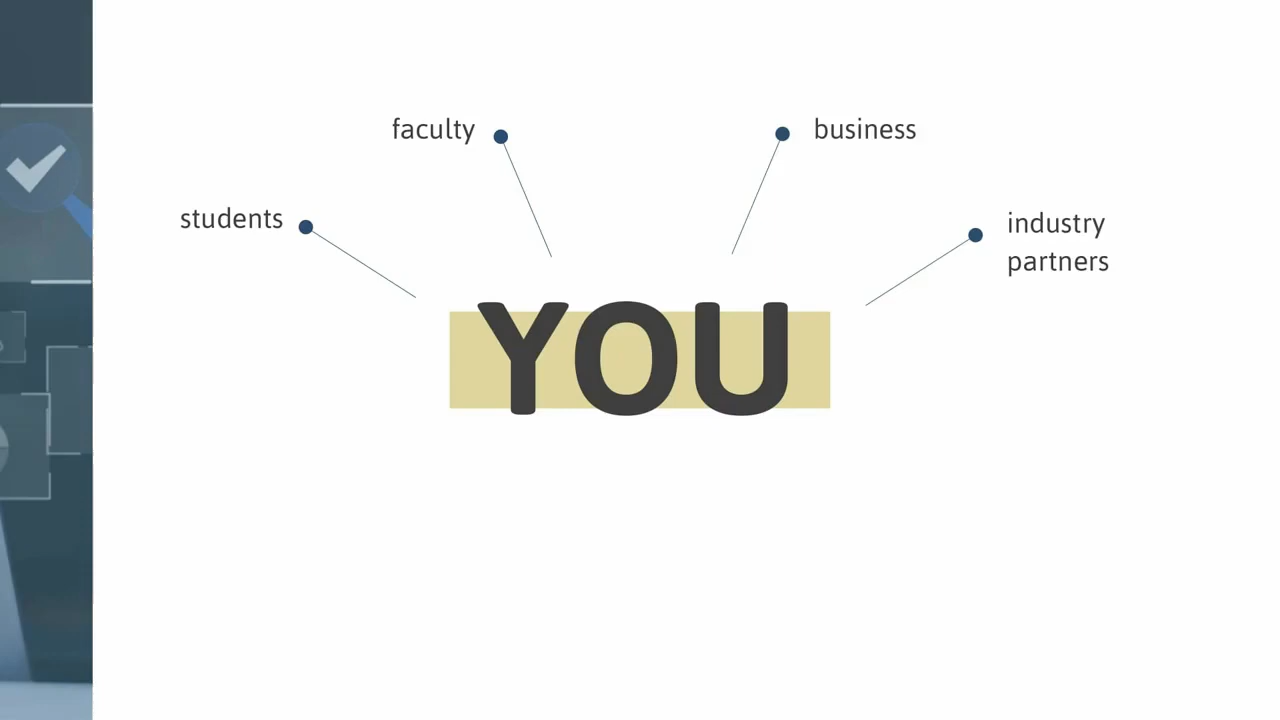 faculty
business
students
industry
partners
YOU